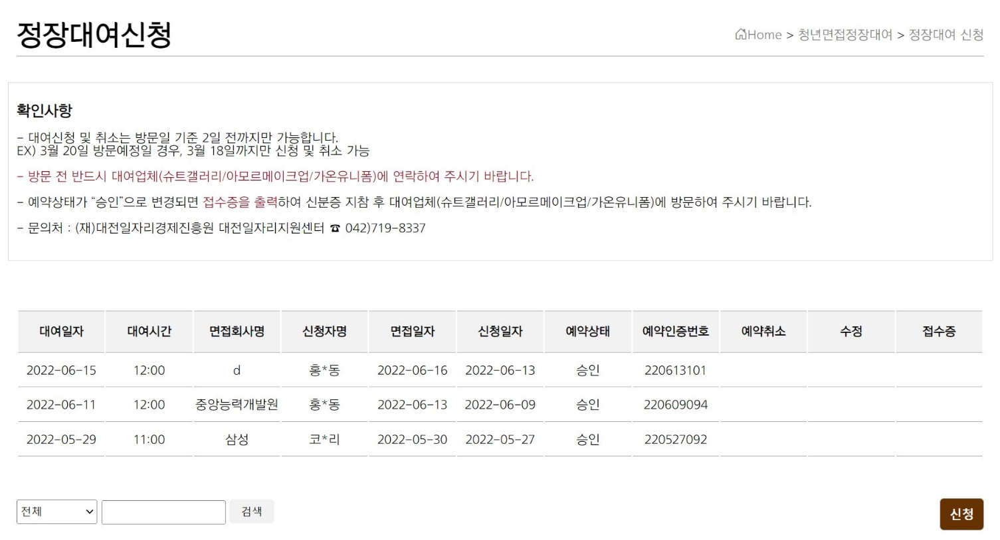 정장대여신청
Home > 청년면접정장대여 > 정장대여 신청
확인사항
- 대여신청 및 취소는 방문일 기준 2일 전까지만 가능합니다.
EX) 3월 20일 방문예정일 경우, 3월 18일까지만 신청 및 취소 가능
- 방문 전 반드시 대여업체(슈트갤러리/아모르메이크업/가온유니폼)에 연락하여 주시기 바랍니다.
- 예약상태가 “승인”으로 변경되면 접수증을 출력하여 신분증 지참 후 대여업체(슈트갤러리/아모르메이크업/가온유니폼)에 방문하여 주시기 바랍니다.
- 문의처 : (재)대전일자리경제진흥원 대전일자리지원센터 ☎ 042)719-8337
대여일자 대여시간 면접회사명 신청자명 면접일자 신청일자 예약상태 예약인증번호 예약취소 수정 접수증
2022-06-15 12:00 d 홍*동 2022-06-16 2022-06-13 승인 220613101
2022-06-11 12:00 중앙능력개발원 홍*동 2022-06-13 2022-06-09 승인 220609094
2022-05-29 11:00 삼성 코*리 2022-05-30 2022-05-27 승인 220527092
전체 검색 신청